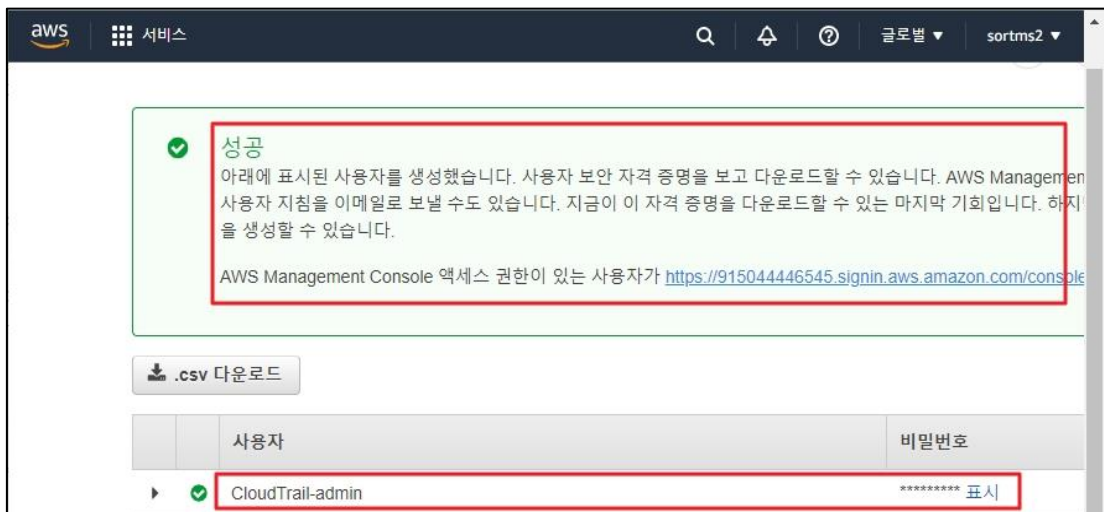 aws 서비스 글로벌 ▼ sortms2 ▼
성공
아래에 표시된 사용자를 생성했습니다. 사용자 보안 자격 증명을 보고 다운로드할 수 있습니다. AWS Managemen
사용자 지침을 이메일로 보낼 수도 있습니다. 지금이 이 자격 증명을 다운로드할 수 있는 마지막 기회입니다. 하지
을 생성할 수 있습니다.
AWS Management Console 액세스 권한이 있는 사용자가 https://915044446545.signin.aws.amazon.com/console
.csv 다운로드
사용자 비밀번호
CloudTrail-admin ********* 표시